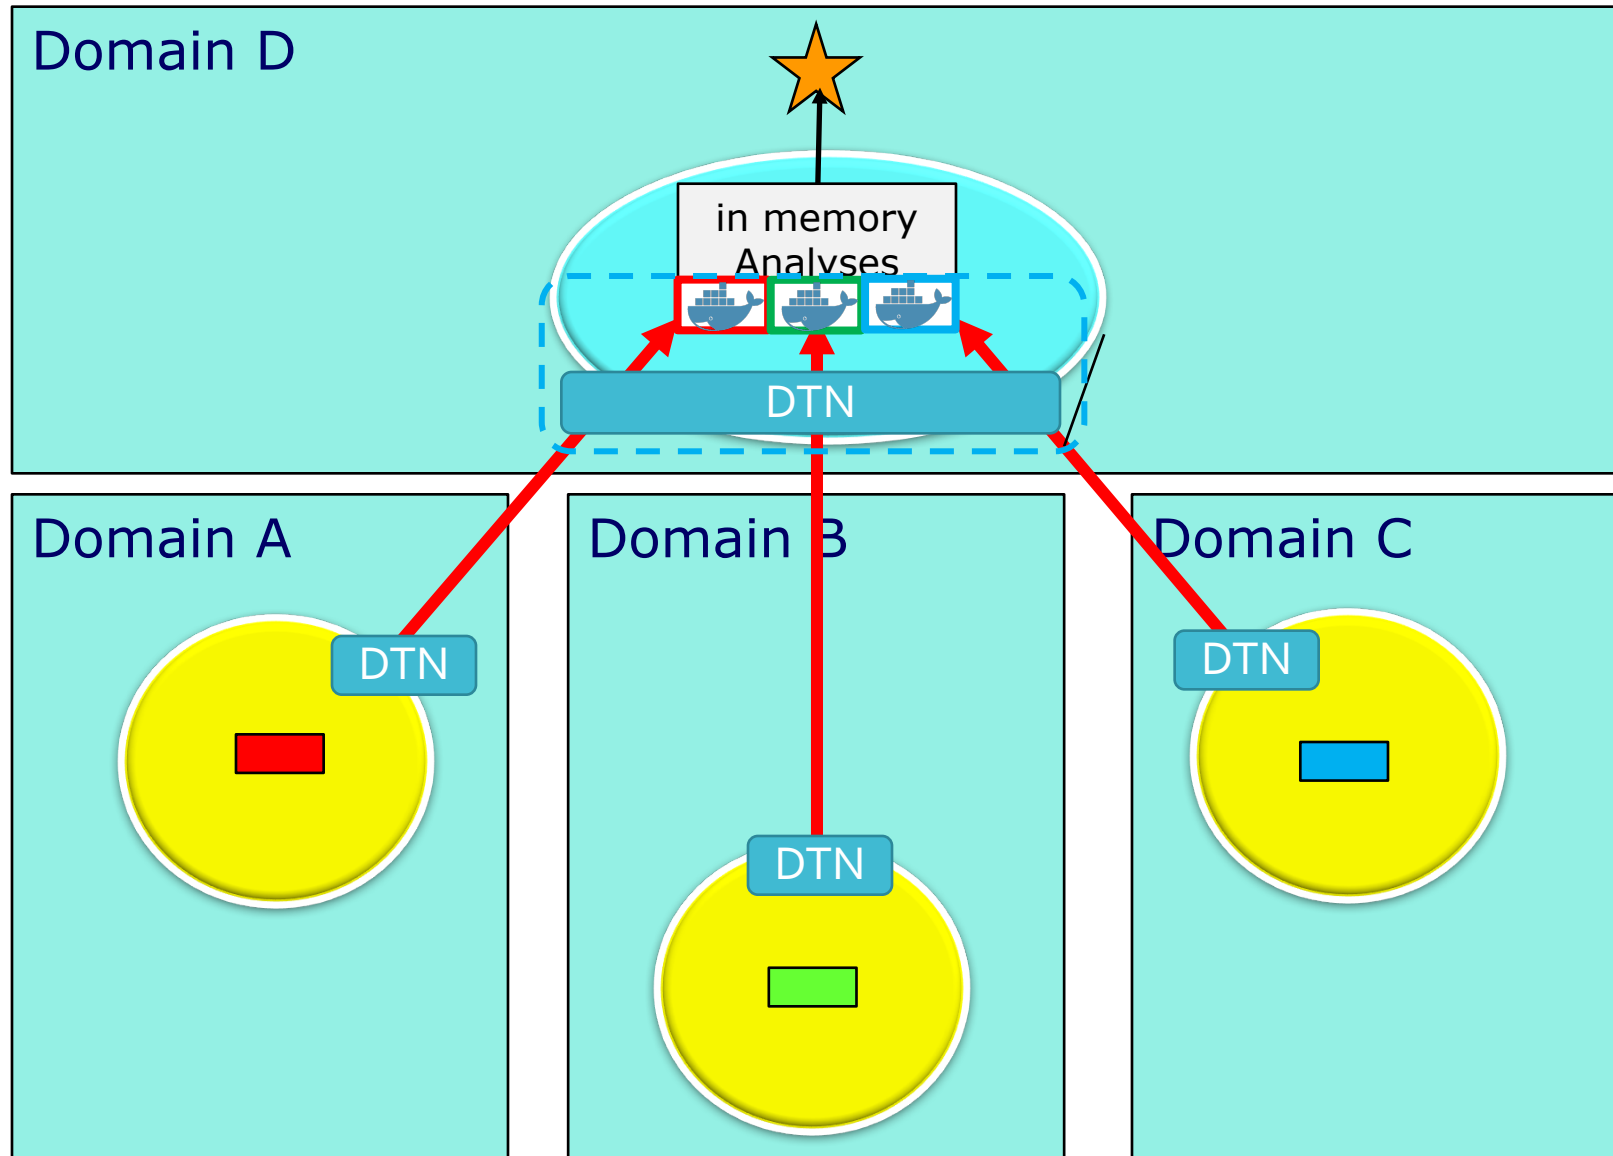 Domain D
in memory
Analyses
DTN
Domain A
Domain B
Domain C
DTN
DTN
DTN